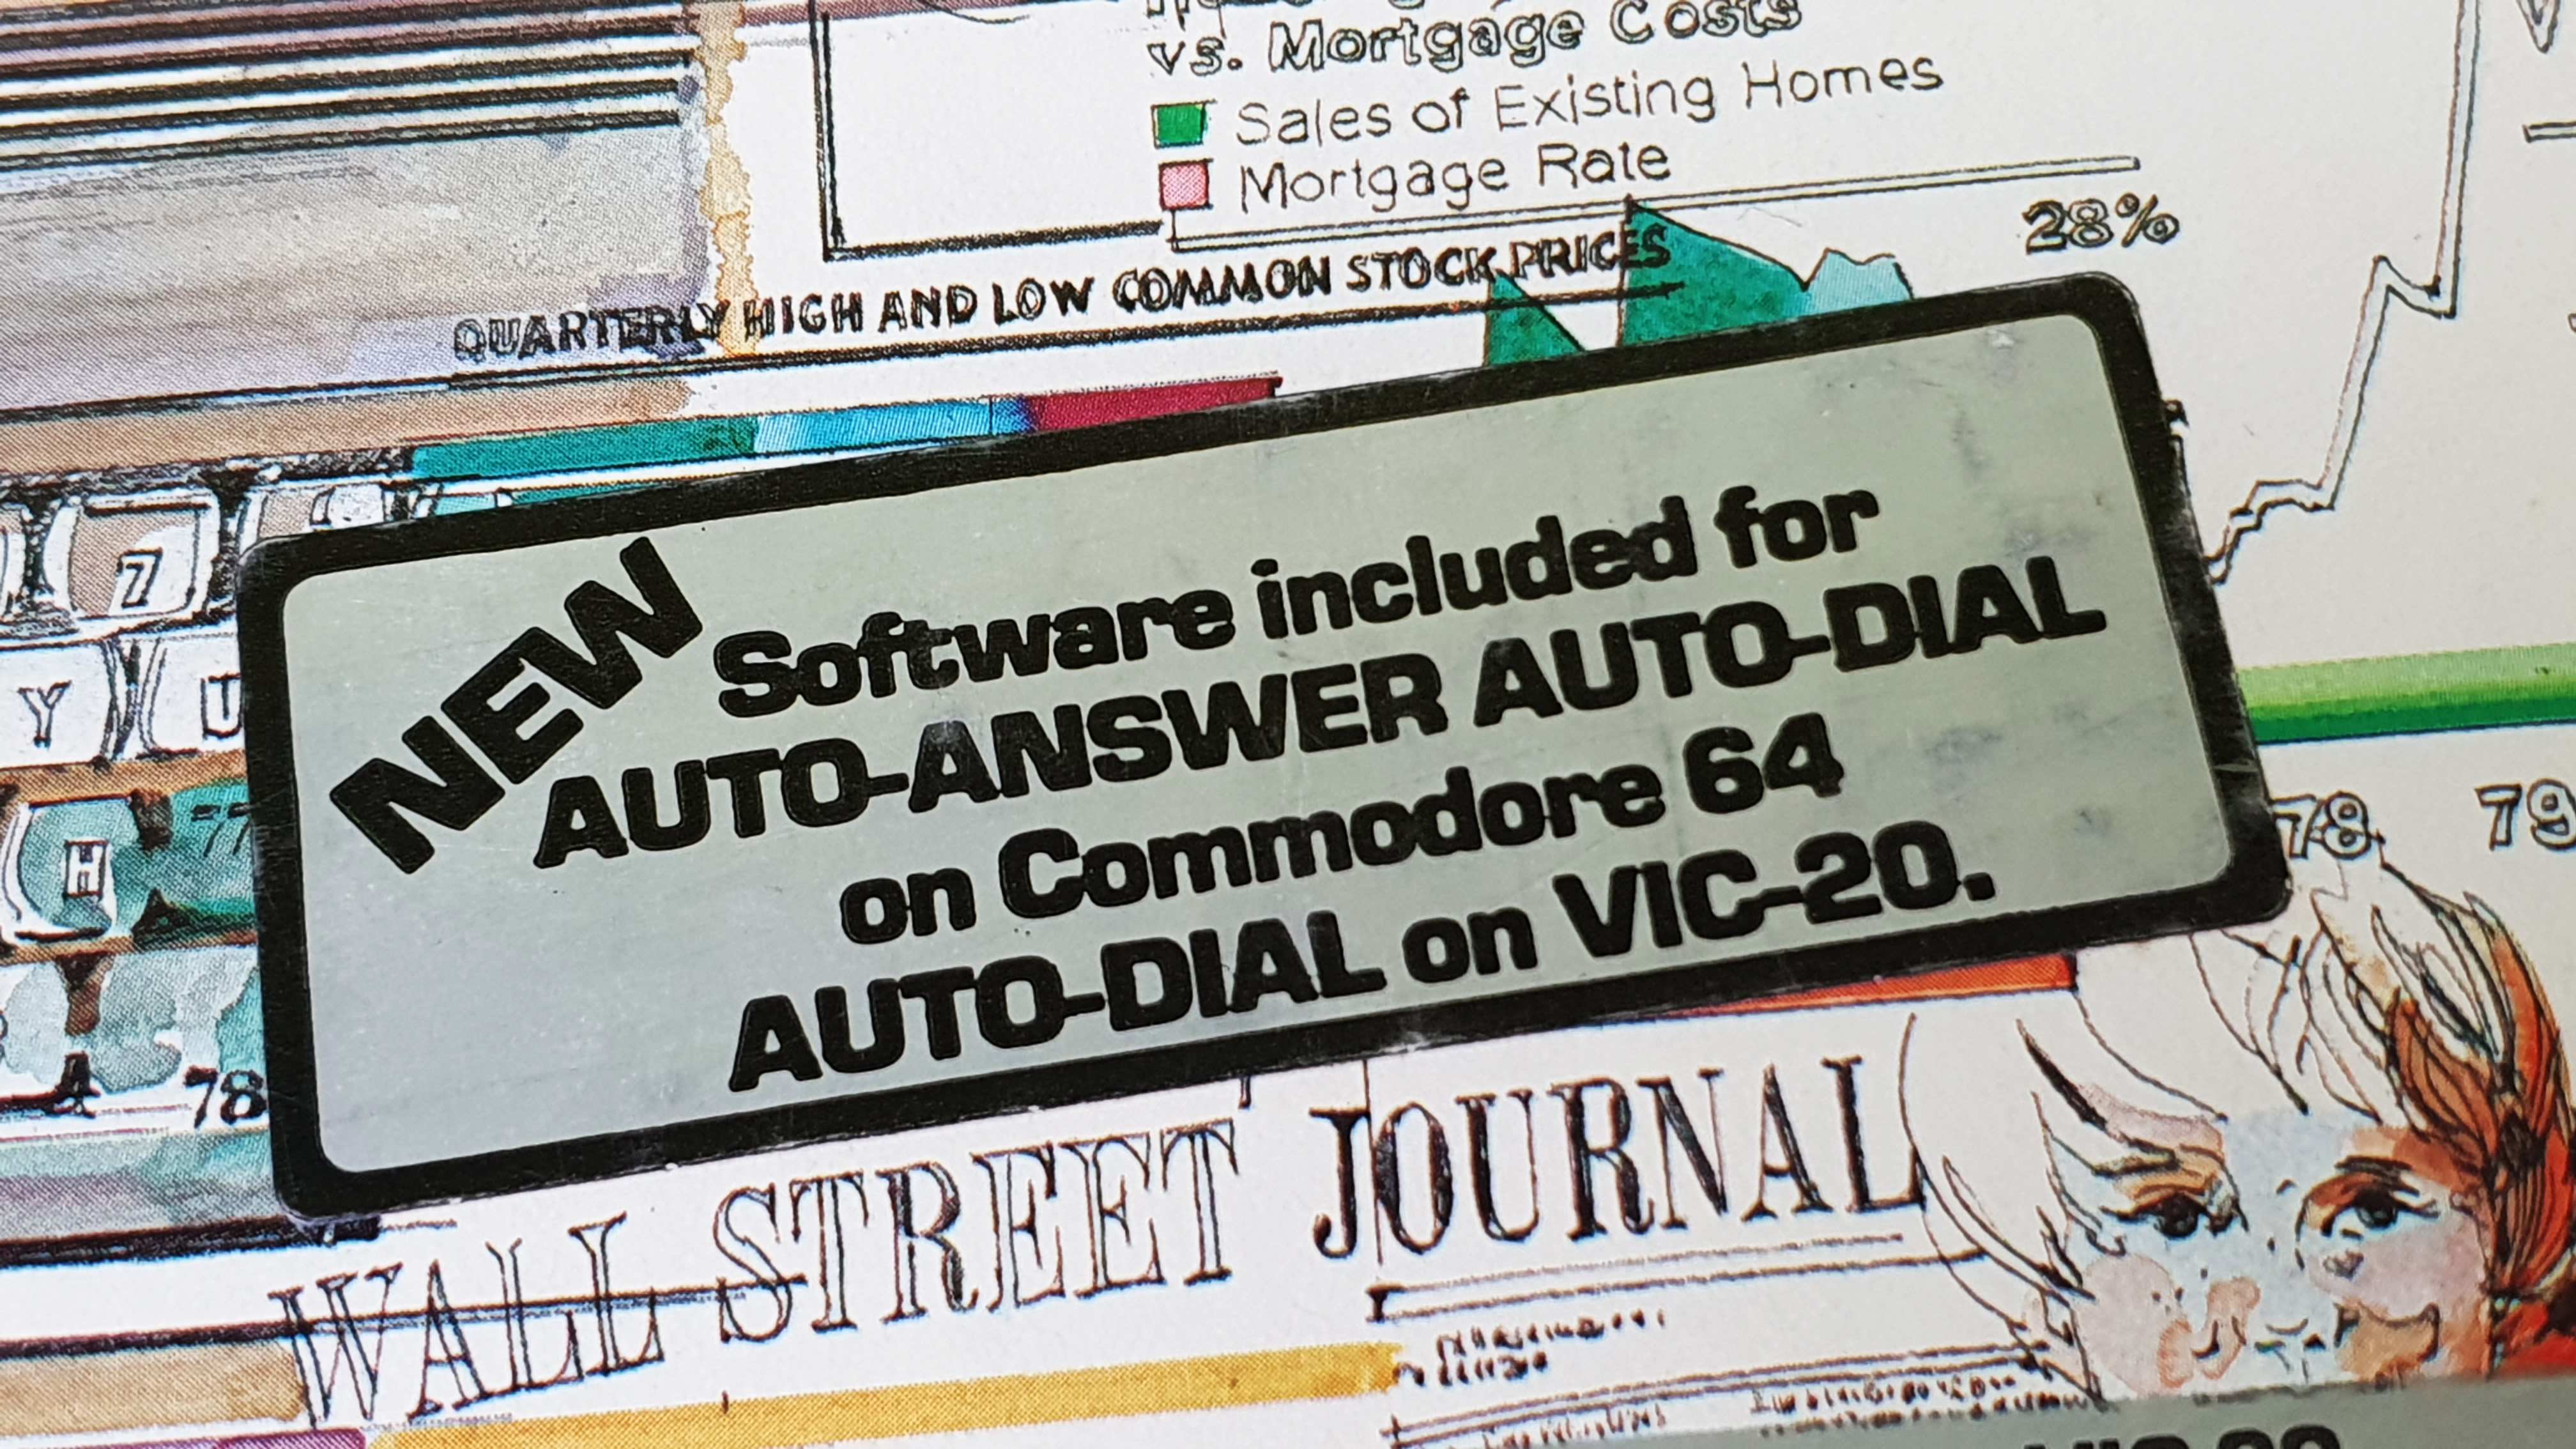 vs. Mortgage Costs
Sales of Existing Homes
Mortgage Rate
28%
QUARTERLY HIGH AND LOW COMMON STOCK PRICES
7
Y U
H
77
78
78 79
NEW
Software included for
AUTO-ANSWER AUTO-DIAL
on Commodore 64
AUTO-DIAL on VIC-20.
WALL STREET JOURNAL